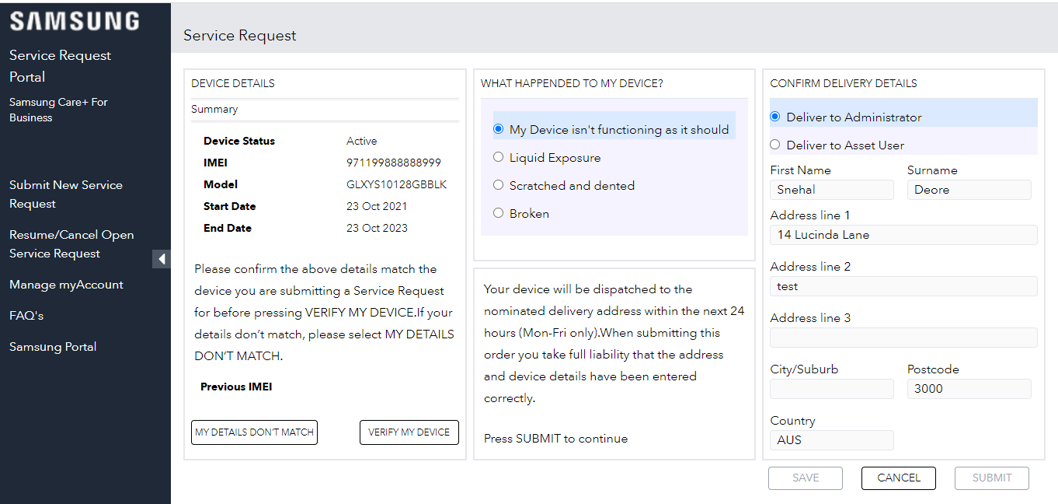 SAMSUNG
Service Request
Portal
Samsung Care+ For
Business
Submit New Service
Request
Resume/Cancel Open
Service Request
Manage myAccount
FAQ's
Samsung Portal
Service Request
DEVICE DETAILS
Summary
Device Status Active
IMEI 971199888888999
Model GLXYS10128GBBLK
Start Date 23 Oct 2021
End Date 23 Oct 2023
Please confirm the above details match the
device you are submitting a Service Request
for before pressing VERIFY MY DEVICE.If your
details don't match, please select MY DETAILS
DON'T MATCH.
Previous IMEI
MY DETAILS DON'T MATCH VERIFY MY DEVICE
WHAT HAPPENDED TO MY DEVICE?
My Device isn't functioning as it should
Liquid Exposure
Scratched and dented
Broken
Your device will be dispatched to the
nominated delivery address within the next 24
hours (Mon-Fri only).When submitting this
order you take full liability that the address
and device details have been entered
correctly.
Press SUBMIT to continue
CONFIRM DELIVERY DETAILS
Deliver to Administrator
Deliver to Asset User
First Name Surname
Snehal Deore
Address line 1
14 Lucinda Lane
Address line 2
test
Address line 3
City/Suburb Postcode
3000
Country
AUS
SAVE CANCEL SUBMIT